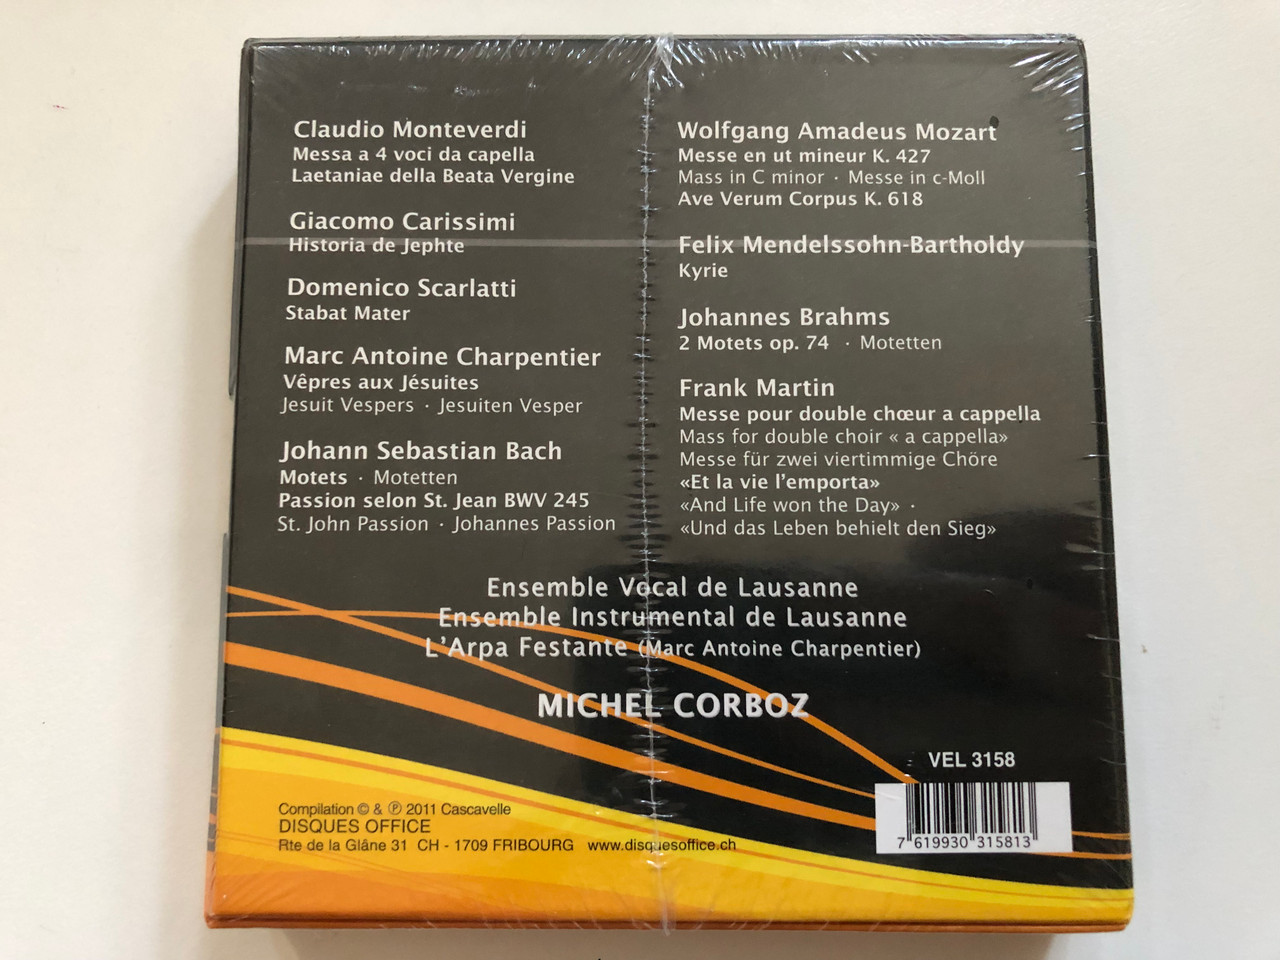 Claudio Monteverdi
Messa a 4 voci da capella
Laetaniae della Beata Vergine
Giacomo Carissimi
Historia de Jephte
Domenico Scarlatti
Stabat Mater
Marc Antoine Charpentier
Vêpres aux Jésuites
Jesuit Vespers · Jesuiten Vesper
Johann Sebastian Bach
Motets · Motetten
Passion selon St. Jean BWV 245
St. John Passion · Johannes Passion
Wolfgang Amadeus Mozart
Messe en ut mineur K. 427
Mass in C minor · Messe in c-Moll
Ave Verum Corpus K. 618
Felix Mendelssohn-Bartholdy
Kyrie
Johannes Brahms
2 Motets op. 74 · Motetten
Frank Martin
Messe pour double chœur a cappella
Mass for double choir « a cappella»
Messe für zwei viertimmige Chöre
«Et la vie l'emporta»
«And Life won the Day» ·
«Und das Leben behielt den Sieg»
Ensemble Vocal de Lausanne
Ensemble Instrumental de Lausanne
L'Arpa Festante (Marc Antoine Charpentier)
MICHEL CORBOZ
VEL 3158
7 619930 315813
Compilation © & ℗ 2011 Cascavelle
DISQUES OFFICE
Rte de la Glâne 31 CH - 1709 FRIBOURG www.disquesoffice.ch